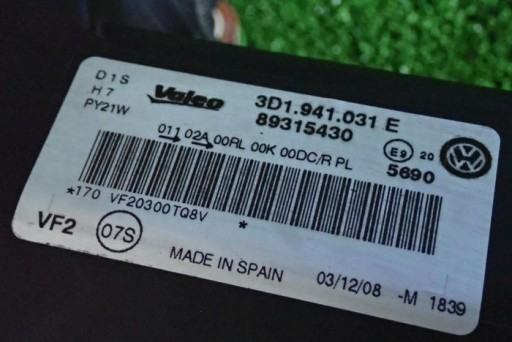 D1S
H7
PY21W
Valeo
3D1.941.031 E
89315430
0110 02A 00RL 00K 00DC/R PL
E9 20
5690
*170 VF20300TQ8V *
VF2 07S
MADE IN SPAIN 03/12/08 -M 1839